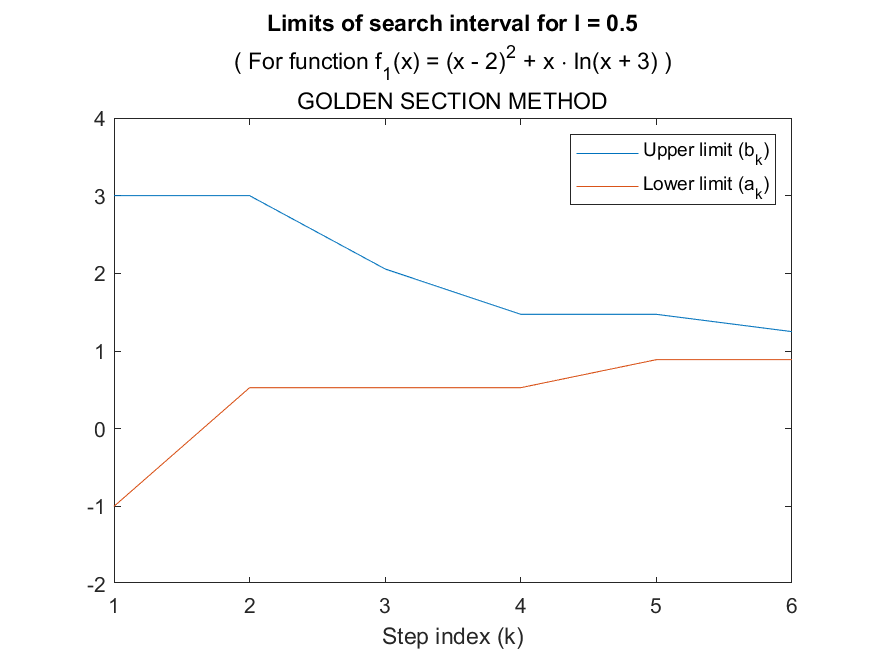 Limits of search interval for l = 0.5
( For function f₁(x) = (x - 2)² + x · ln(x + 3) )
GOLDEN SECTION METHOD
Upper limit (bₖ)
Lower limit (aₖ)
4
3
2
1
0
-1
-2
1 2 3 4 5 6
Step index (k)